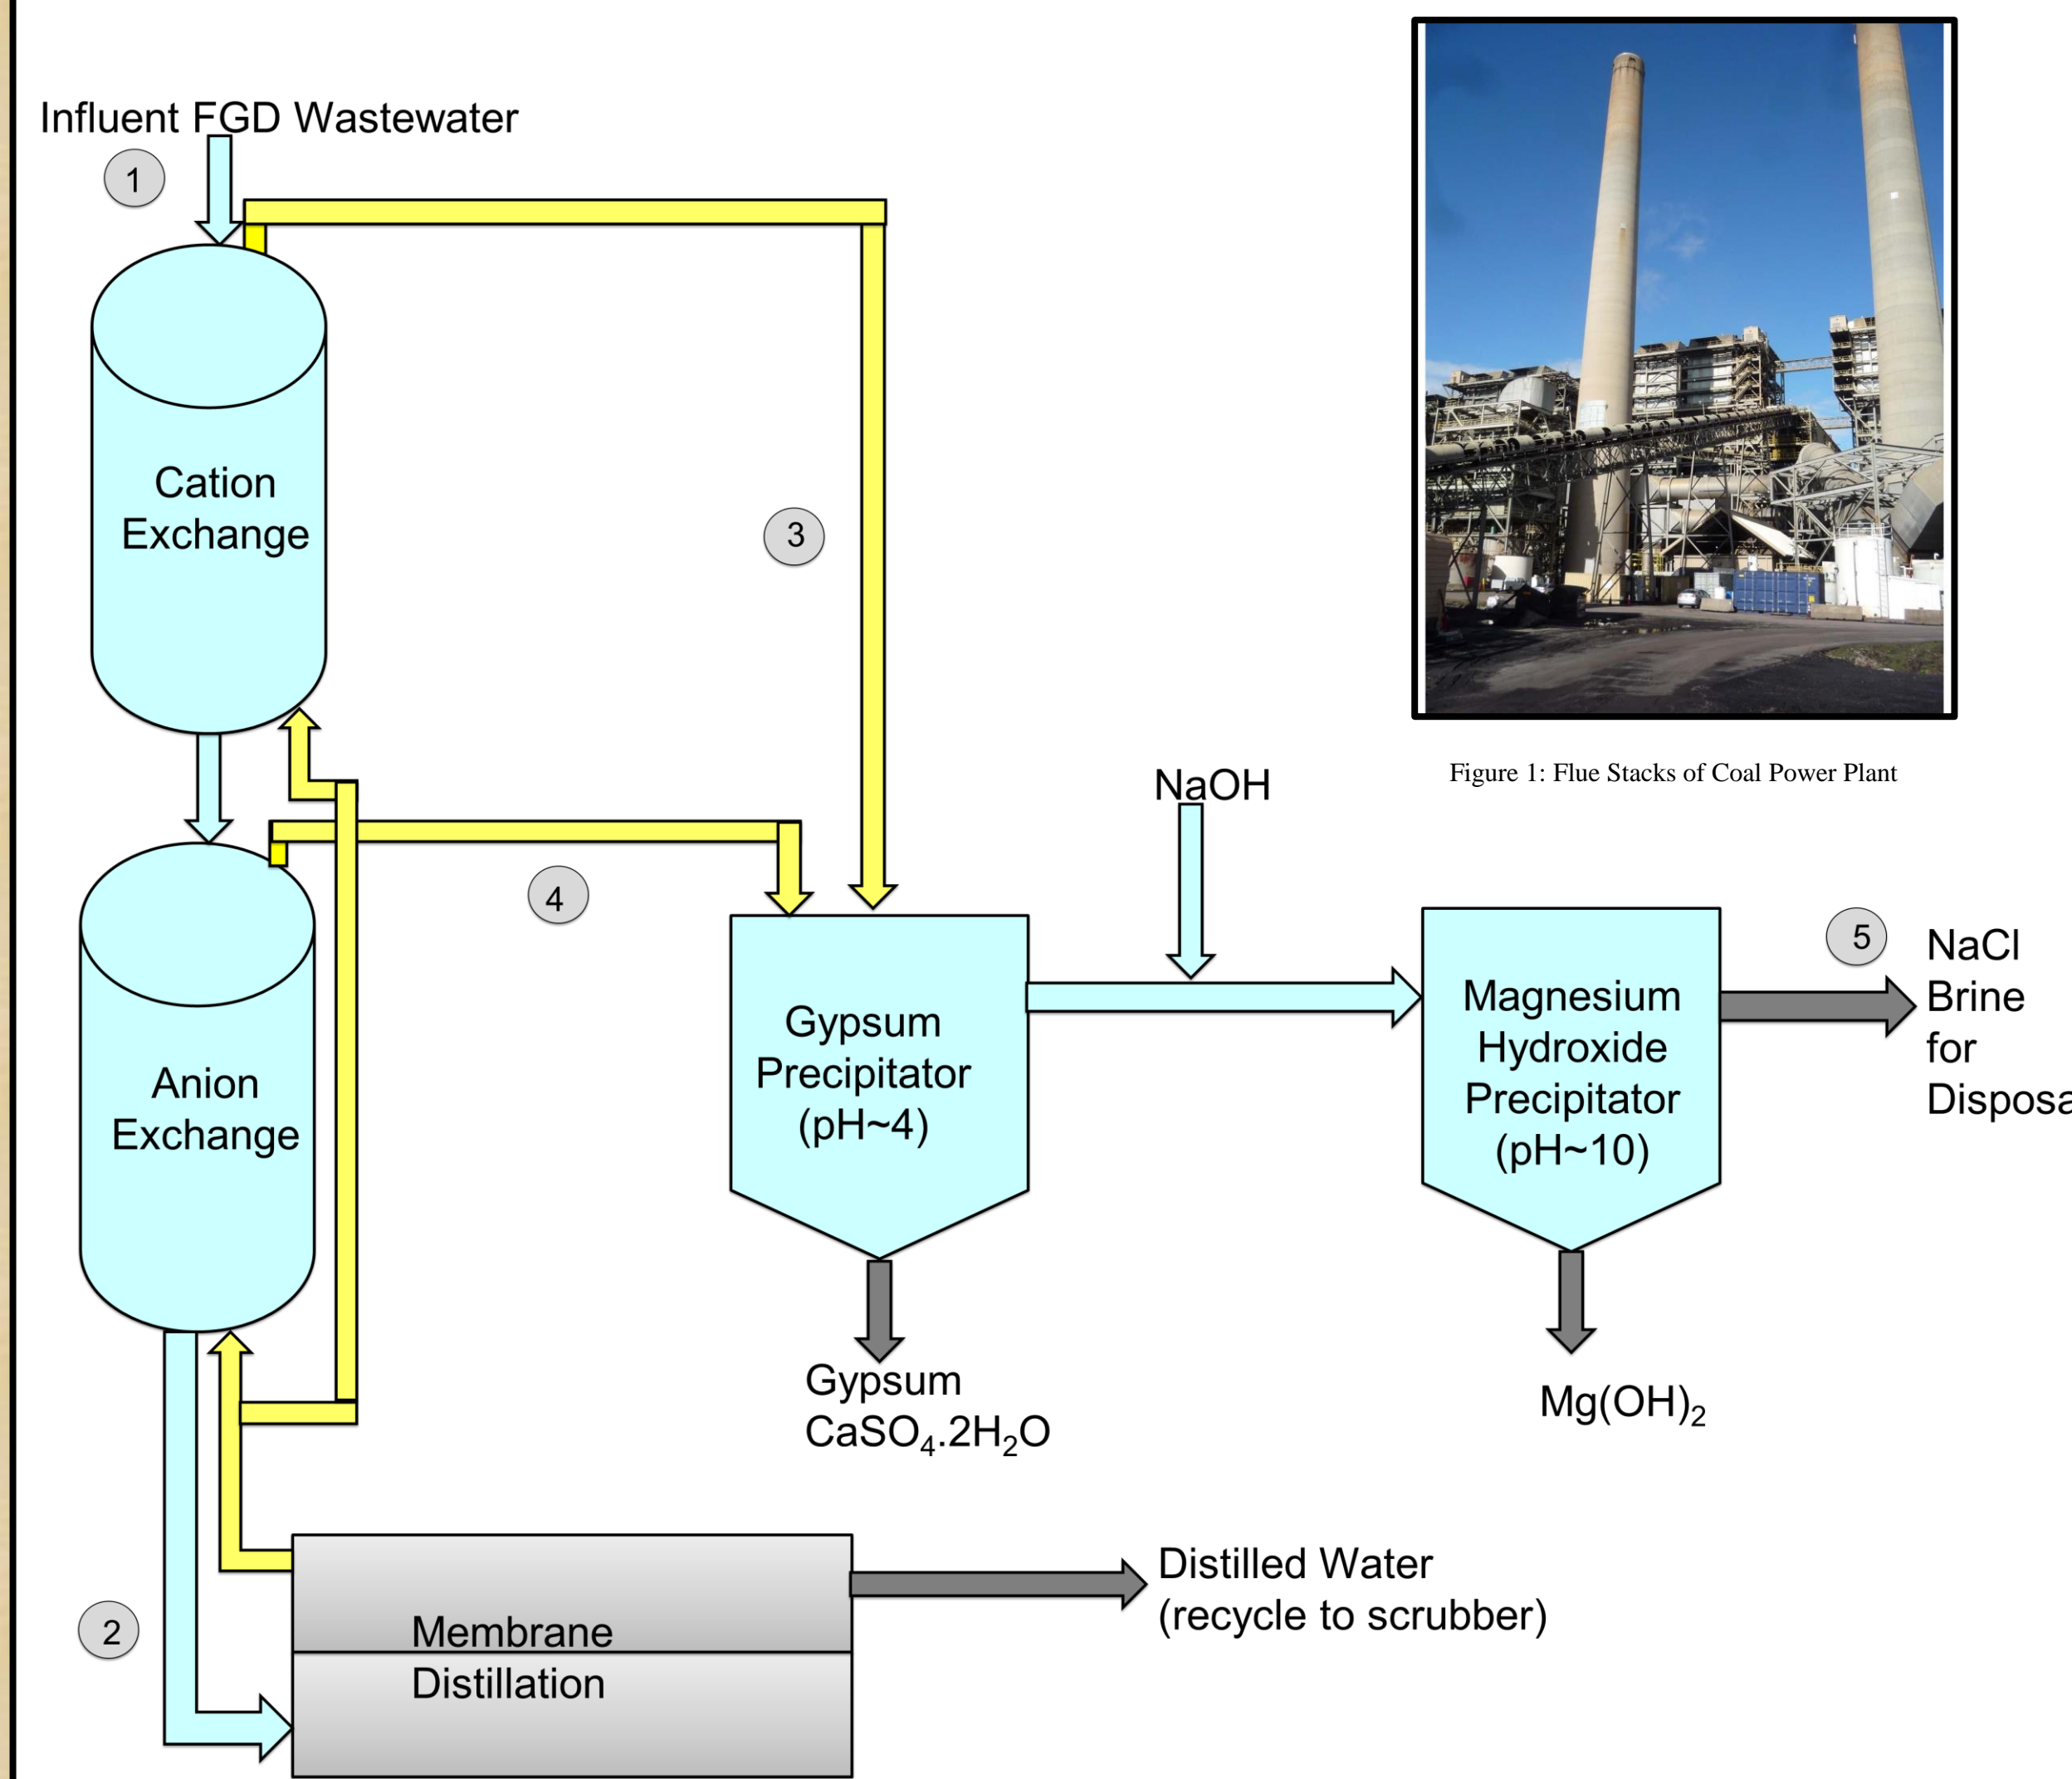 Influent FGD Wastewater
1
Cation
Exchange
3
Figure 1: Flue Stacks of Coal Power Plant
NaOH
4
Anion
Exchange
Gypsum
Precipitator
(pH~4)
Magnesium
Hydroxide
Precipitator
(pH~10)
5
NaCl
Brine
for
Disposa
Gypsum
CaSO₄.2H₂O
Mg(OH)₂
2
Membrane
Distillation
Distilled Water
(recycle to scrubber)